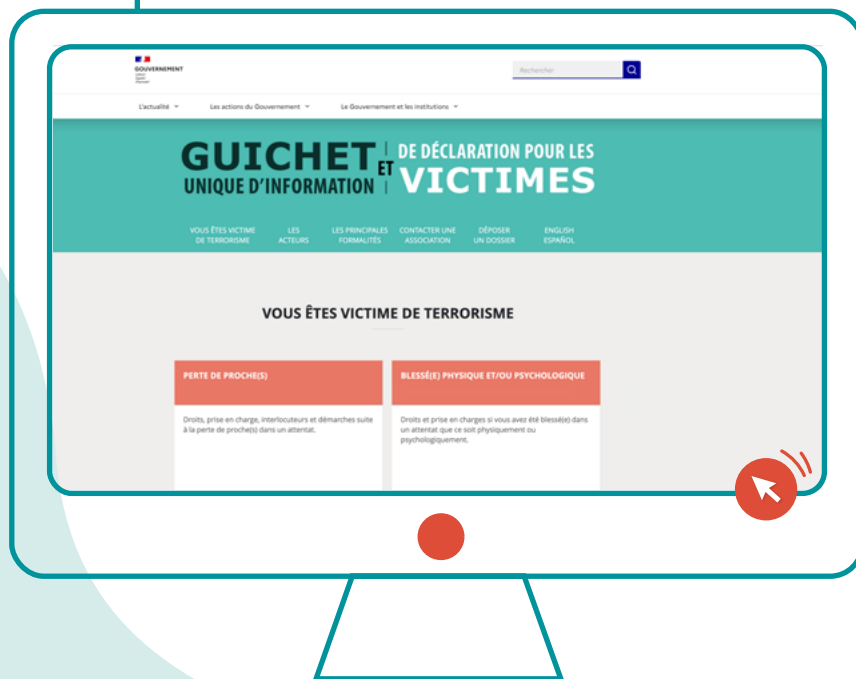 GOUVERNEMENT
Rechercher
L'actualité
Les actions du Gouvernement
Le Gouvernement et les institutions
GUICHET
UNIQUE D'INFORMATION
ET
DE DÉCLARATION POUR LES
VICTIMES
VOUS ÊTES VICTIME
DE TERRORISME
LES
ACTEURS
LES PRINCIPALES
FORMALITÉS
CONTACTER UNE
ASSOCIATION
DÉPOSER
UN DOSSIER
ENGLISH
ESPAÑOL
VOUS ÊTES VICTIME DE TERRORISME
PERTE DE PROCHE(S)
Droits, prise en charge, interlocuteurs et démarches suite
à la perte de proche(s) dans un attentat.
BLESSÉ(E) PHYSIQUE ET/OU PSYCHOLOGIQUE
Droits et prise en charges si vous avez été blessé(e) dans
un attentat que ce soit physiquement ou
psychologiquement.